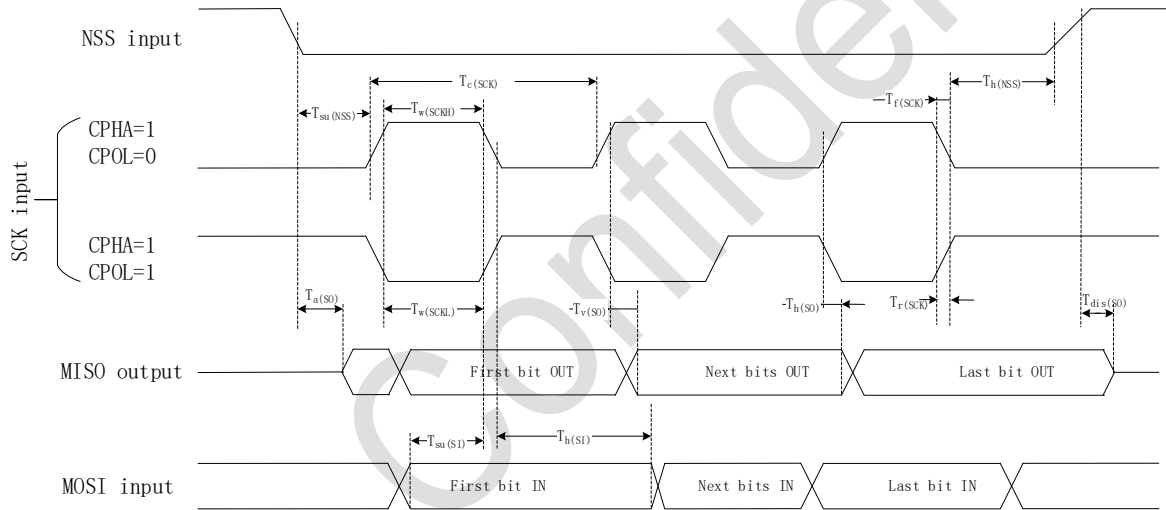 NSS input
Tc(SCK)
Th(NSS)
Tsu(NSS)
Tw(SCKH)
Tf(SCK)
CPHA=1
CPOL=0
SCK input
CPHA=1
CPOL=1
Ta(SO)
Tw(SCKL)
Tv(SO)
Th(SO)
Tr(SCK)
Tdis(SO)
MISO output
First bit OUT
Next bits OUT
Last bit OUT
Tsu(SI)
Th(SI)
MOSI input
First bit IN
Next bits IN
Last bit IN